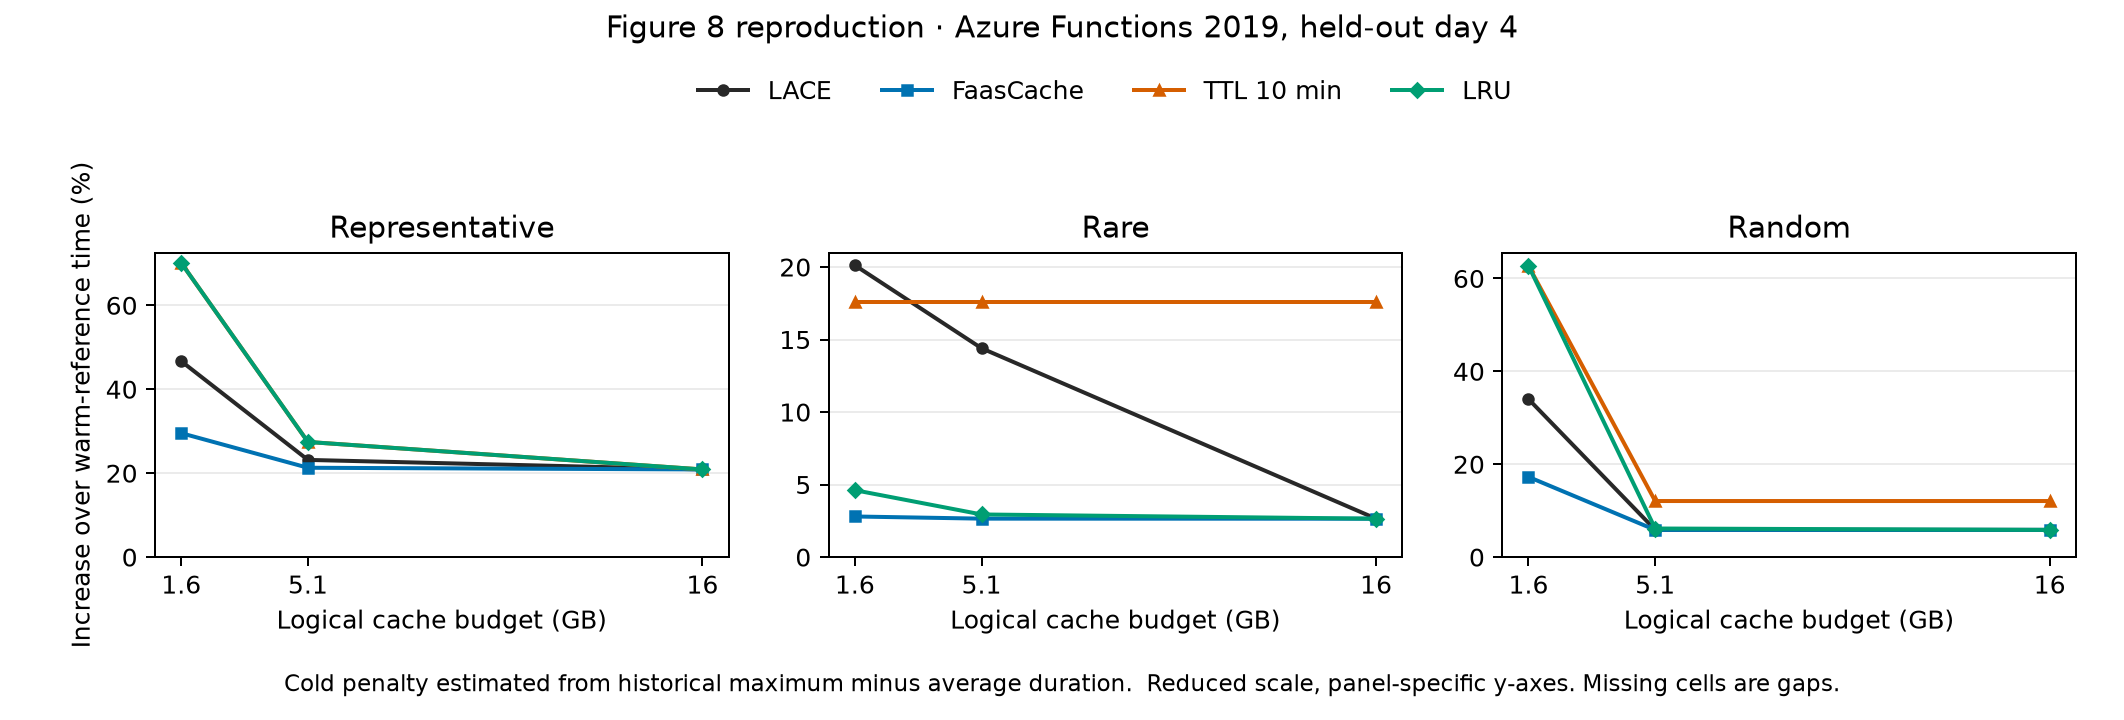 Figure 8 reproduction · Azure Functions 2019, held-out day 4
LACE
FaasCache
TTL 10 min
LRU
Increase over warm-reference time (%)
Representative
60
40
20
0
1.6
5.1
16
Logical cache budget (GB)
Rare
20
15
10
5
0
1.6
5.1
16
Logical cache budget (GB)
Random
60
40
20
0
1.6
5.1
16
Logical cache budget (GB)
Cold penalty estimated from historical maximum minus average duration.  Reduced scale, panel-specific y-axes. Missing cells are gaps.